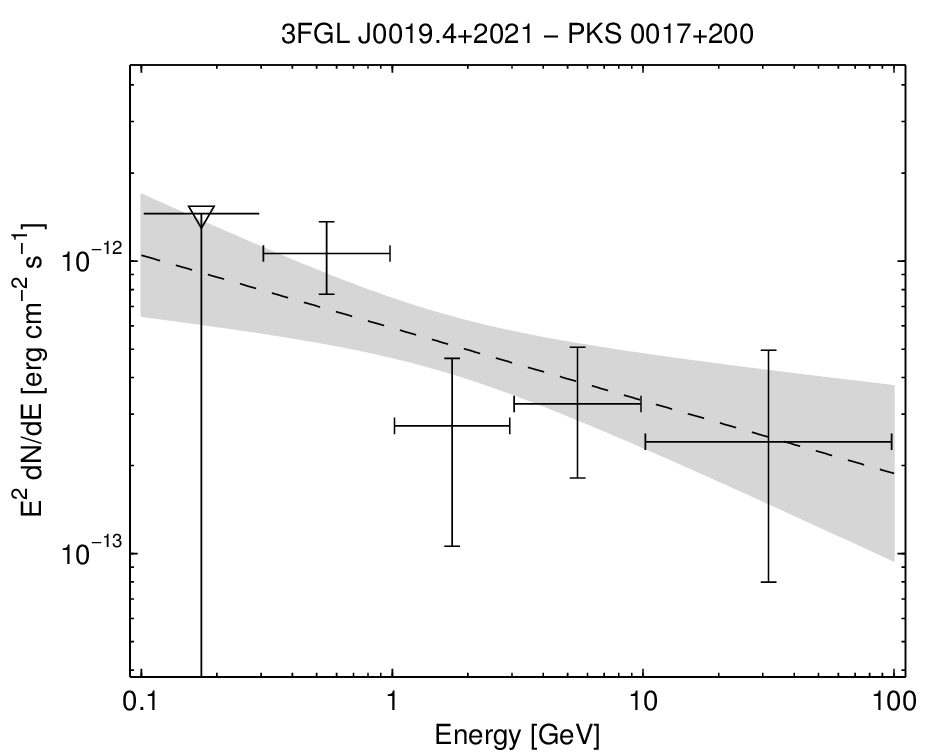 3FGL J0019.4+2021 − PKS 0017+200
E² dN/dE [erg cm⁻² s⁻¹]
10⁻¹²
10⁻¹³
0.1 1 10 100
Energy [GeV]